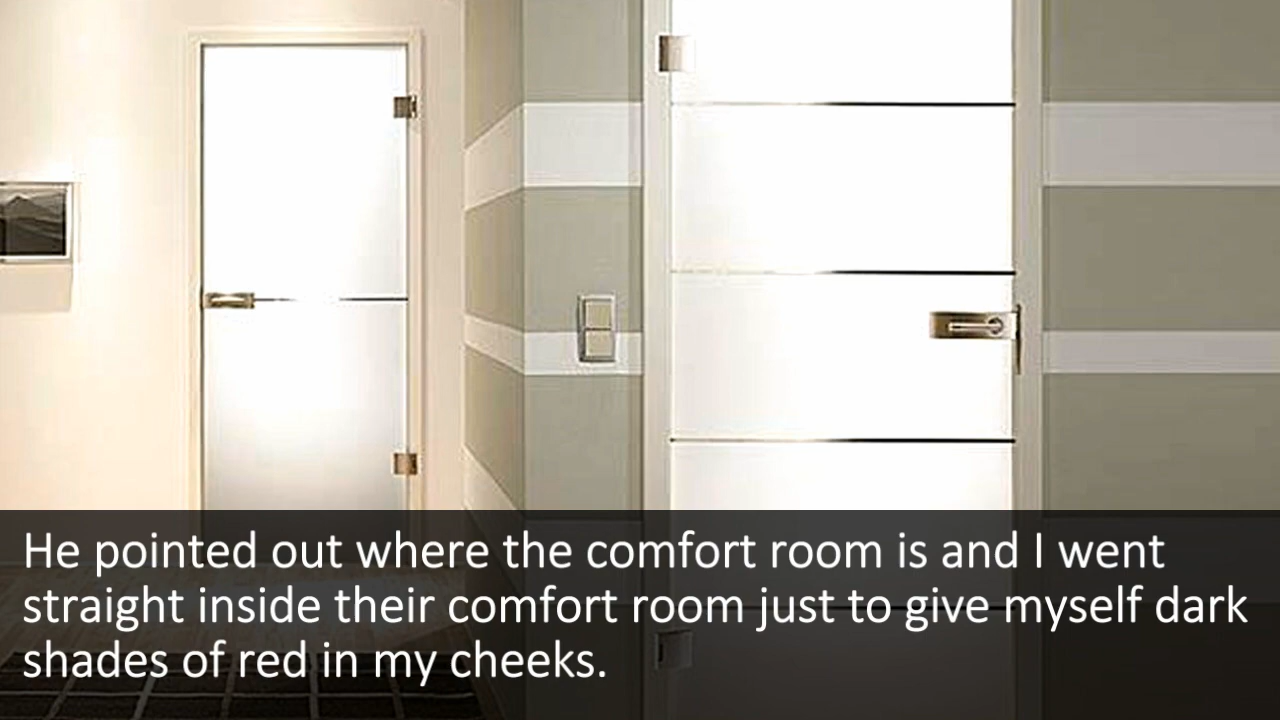 He pointed out where the comfort room is and I went
straight inside their comfort room just to give myself dark
shades of red in my cheeks.